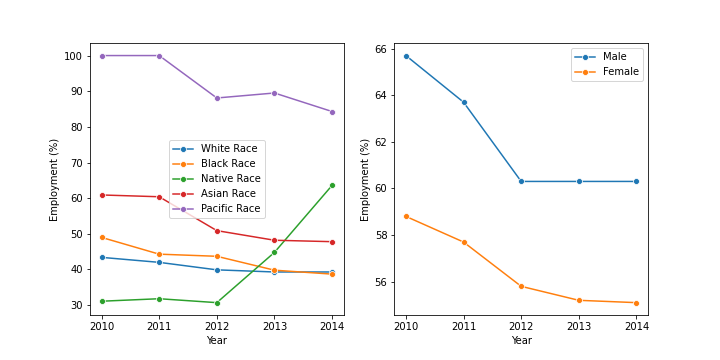 100
90
80
70
60
50
40
30
Employment (%)
2010 2011 2012 2013 2014
Year
White Race
Black Race
Native Race
Asian Race
Pacific Race
66
64
62
60
58
56
Employment (%)
2010 2011 2012 2013 2014
Year
Male
Female